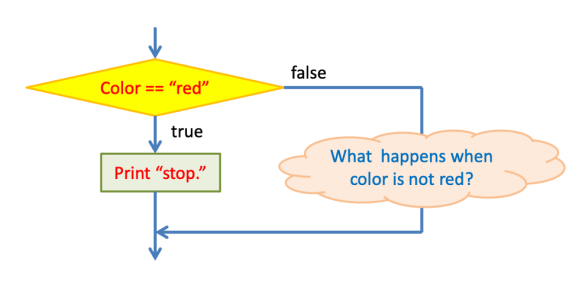 false
Color == “red”
true
What  happens when
color is not red?
Print “stop.”